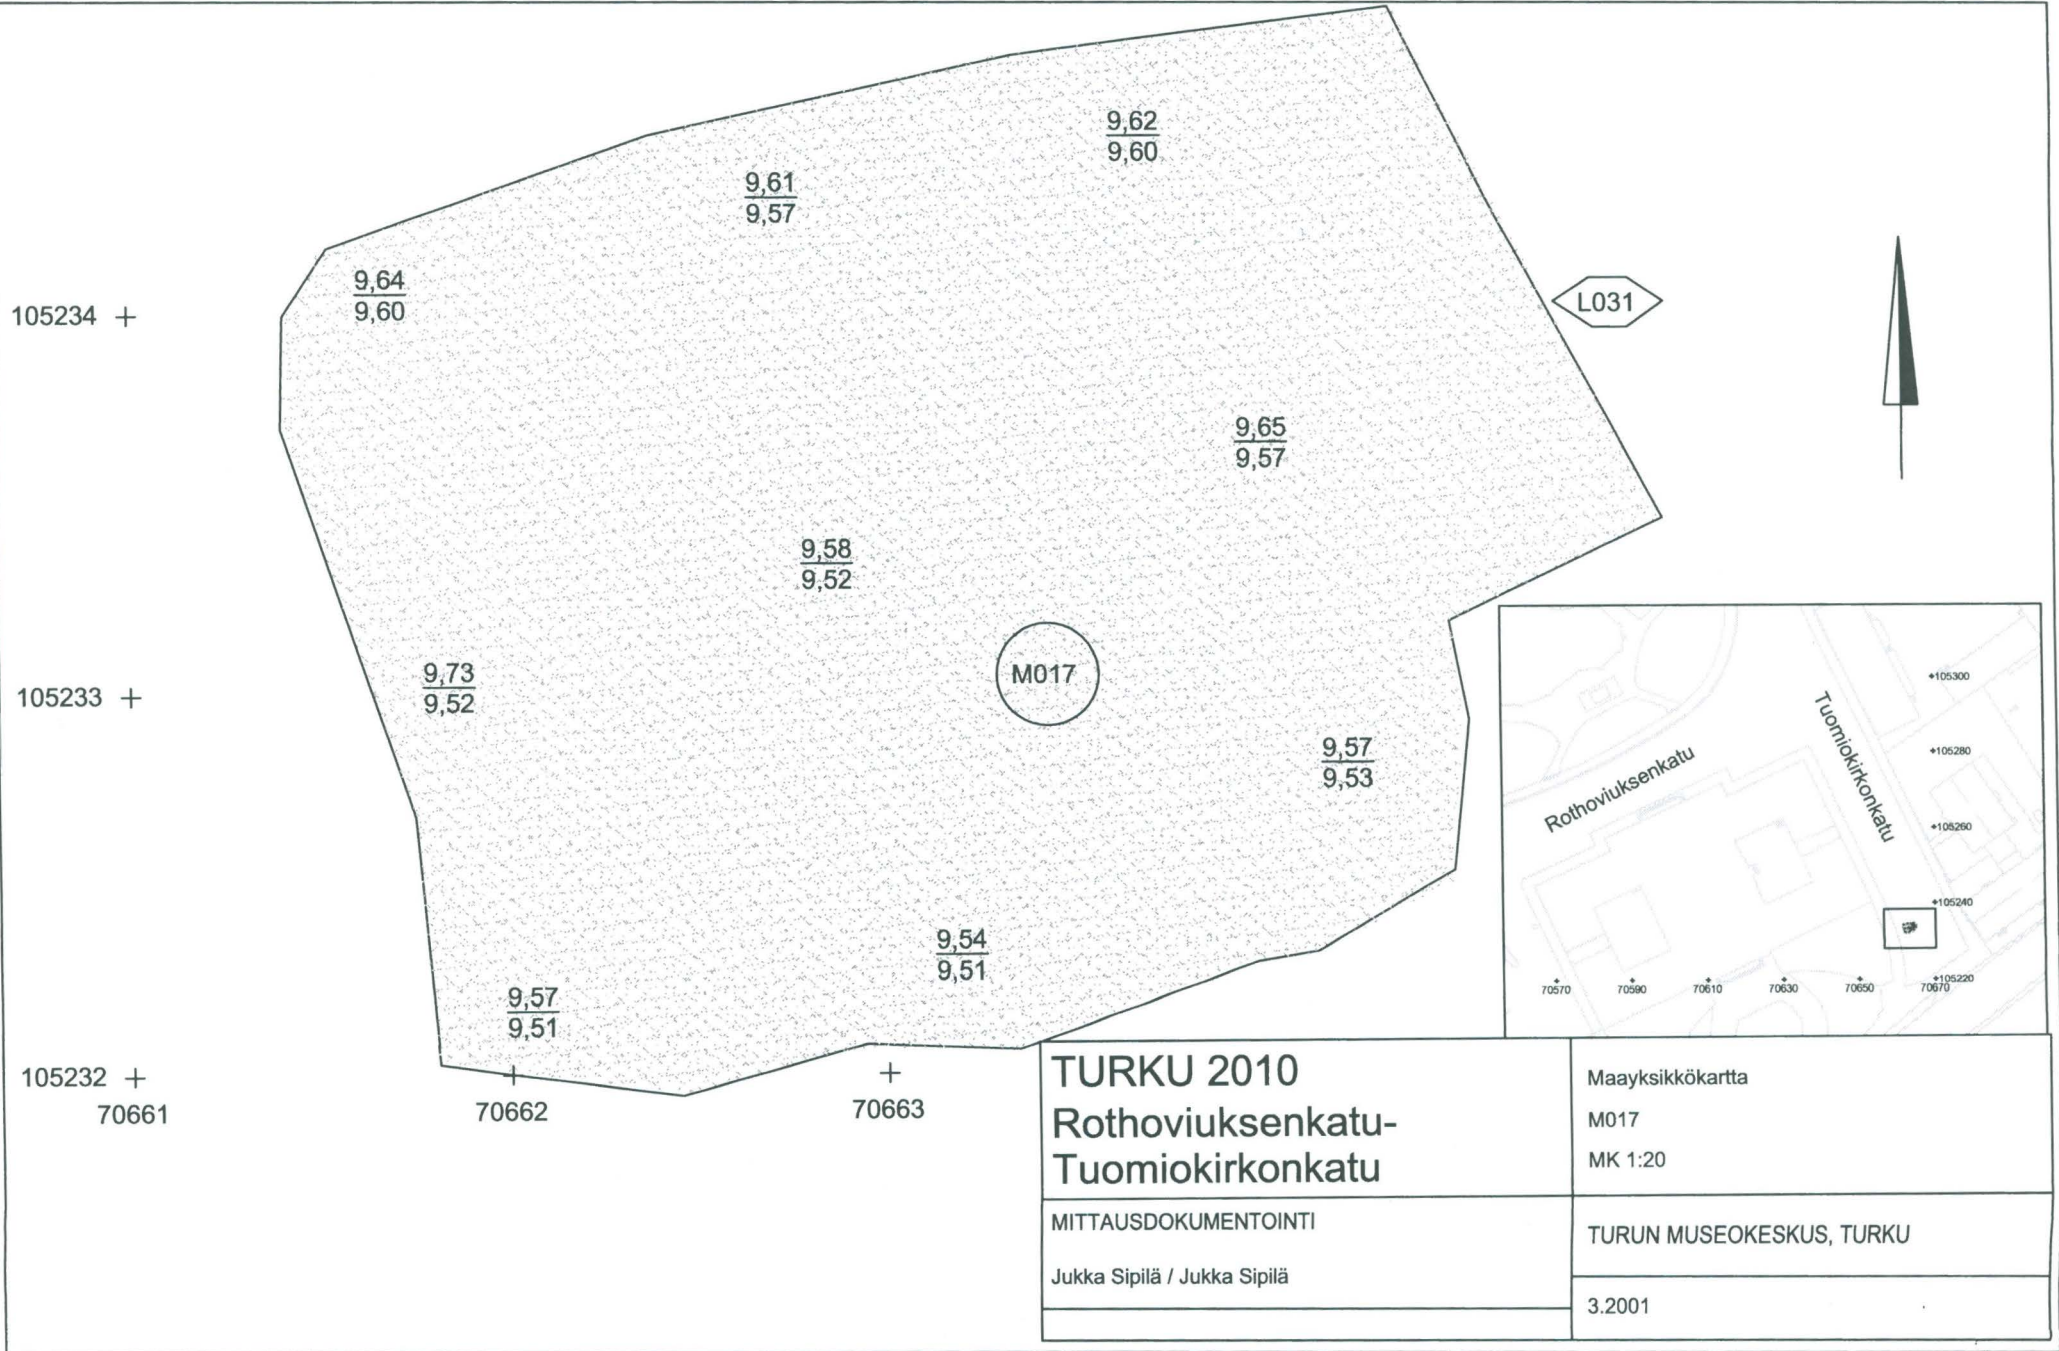 9,62
9,60
9,61
9,57
9,64
9,60
105234
L031
9,65
9,57
9,58
9,52
9,73
9,52
M017
105233
9,57
9,53
9,54
9,51
9,57
9,51
105232
70661
70662
70663
Rothoviuksenkatu
Tuomiokirkonkatu
105300
105280
105260
105240
105220
70570
70590
70610
70630
70650
70670
TURKU 2010
Rothoviuksenkatu-
Tuomiokirkonkatu
Maayksikkökartta
M017
MK 1:20
MITTAUSDOKUMENTOINTI
Jukka Sipilä / Jukka Sipilä
TURUN MUSEOKESKUS, TURKU
3.2001